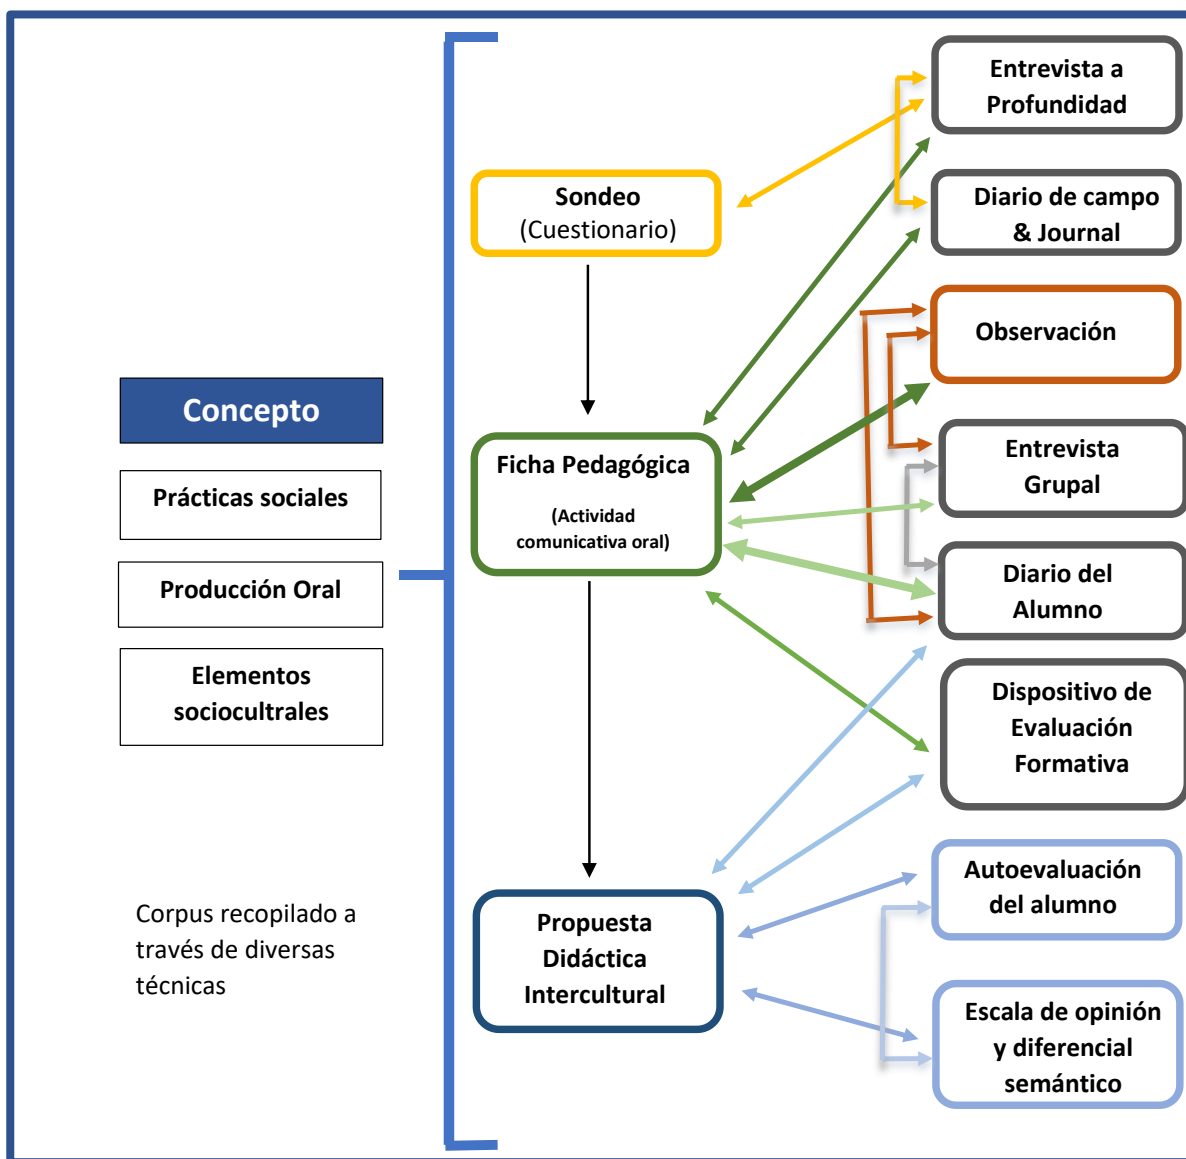 Concepto
Prácticas sociales
Producción Oral
Elementos
sociocultrales
Corpus recopilado a
través de diversas
técnicas
Sondeo
(Cuestionario)
Ficha Pedagógica
(Actividad
comunicativa oral)
Propuesta
Didáctica
Intercultural
Entrevista a
Profundidad
Diario de campo
& Journal
Observación
Entrevista
Grupal
Diario del
Alumno
Dispositivo de
Evaluación
Formativa
Autoevaluación
del alumno
Escala de opinión
y diferencial
semántico